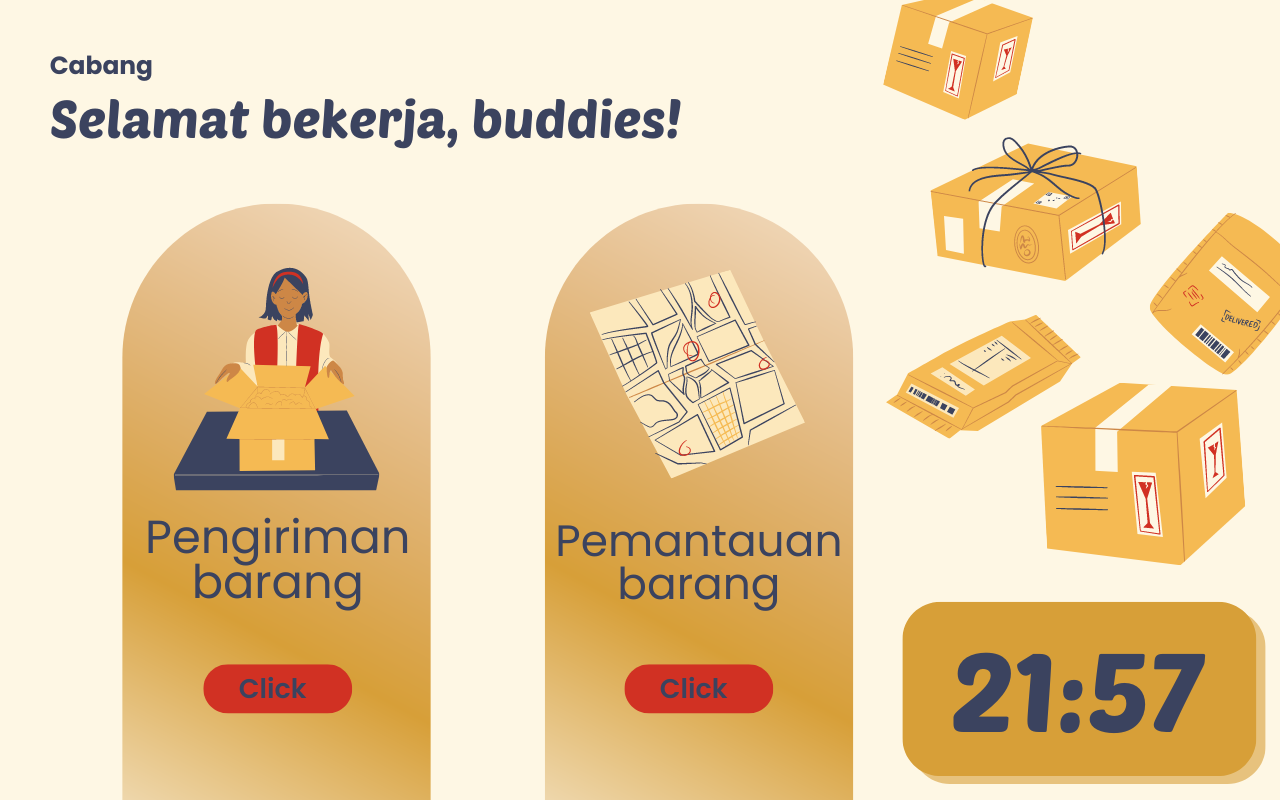 Cabang
Selamat bekerja, buddies!
Pengiriman
barang
Click
Pemantauan
barang
Click
DELIVERED
21:57